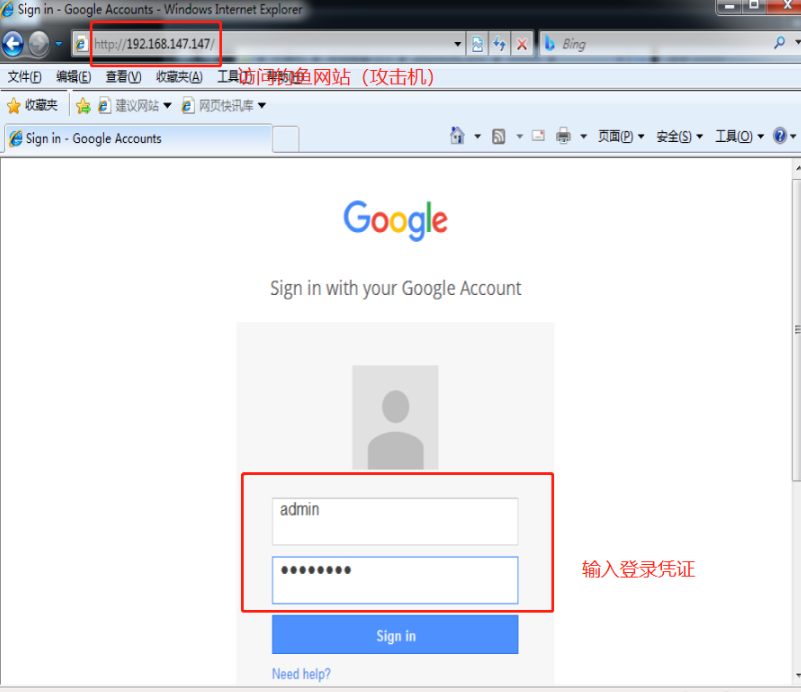 Sign in - Google Accounts - Windows Internet Explorer
http://192.168.147.147/
Bing
文件(F) 编辑(E) 查看(V) 收藏夹(A) 工具(T) 帮助(H)
访问钓鱼网站（攻击机）
收藏夹 建议网站 网页快讯库
Sign in - Google Accounts
页面(P) 安全(S) 工具(O)
Google
Sign in with your Google Account
admin
••••••••
输入登录凭证
Sign in
Need help?